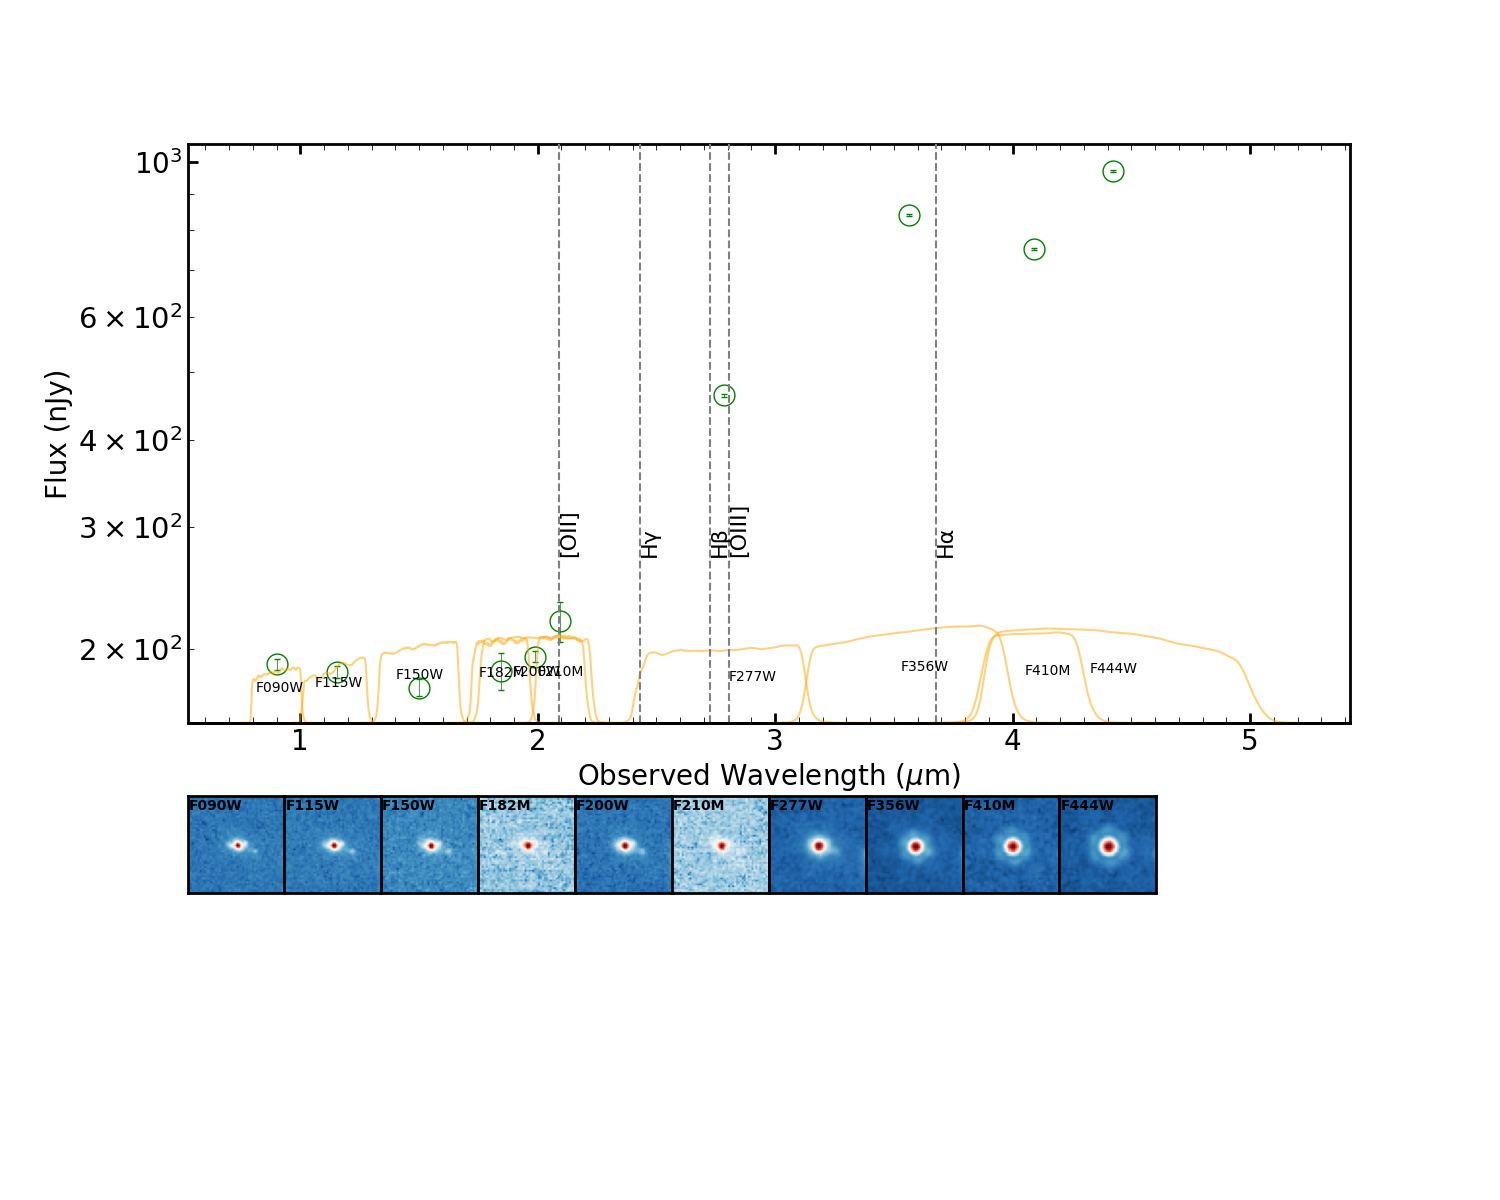 10³
6 × 10²
4 × 10²
3 × 10²
2 × 10²
Flux (nJy)
[OII]
Hγ
Hβ
[OIII]
Hα
F090W
F115W
F150W
F182M
F200W
F210M
F277W
F356W
F410M
F444W
1 2 3 4 5
Observed Wavelength (μm)
F090W F115W F150W F182M F200W F210M F277W F356W F410M F444W